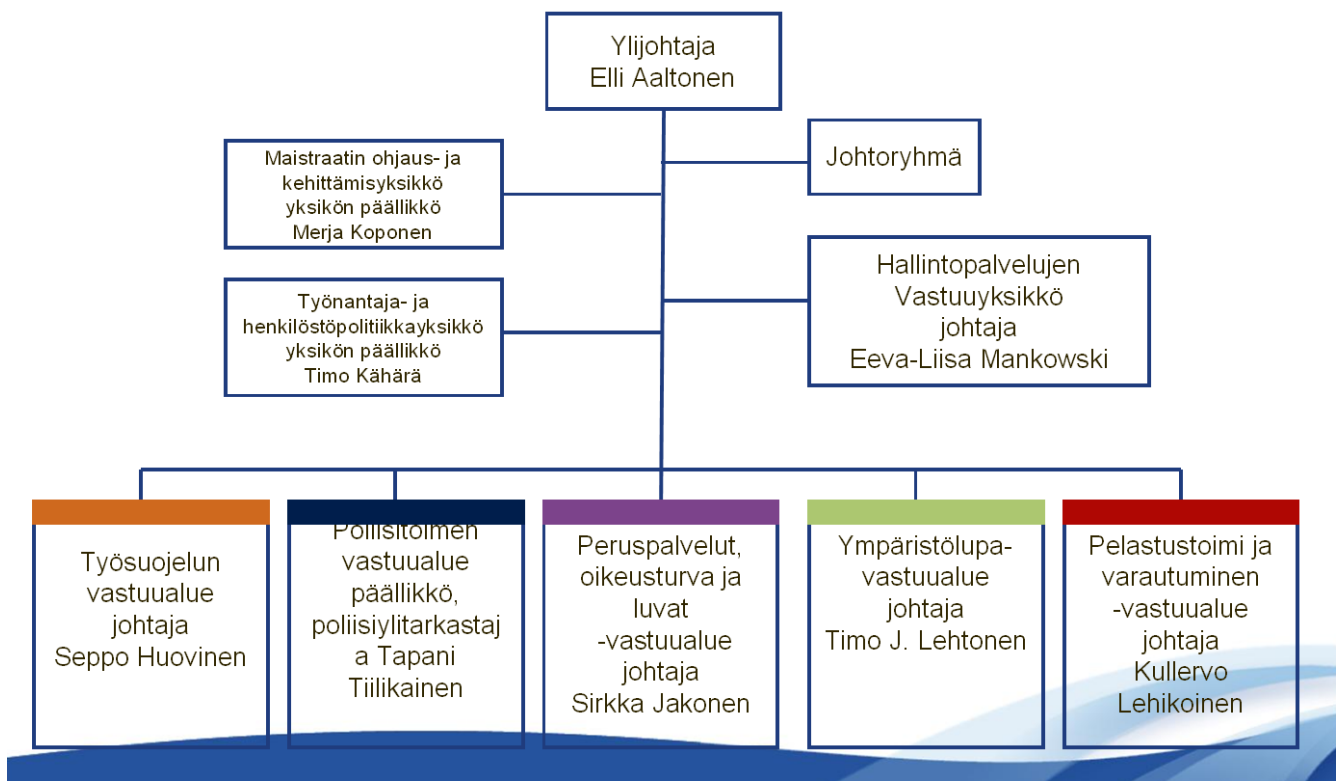 Ylijohtaja
Elli Aaltonen
Maistraatin ohjaus- ja
kehittämisyksikkö
yksikön päällikkö
Merja Koponen
Johtoryhmä
Työnantaja- ja
henkilöstöpolitiikkayksikkö
yksikön päällikkö
Timo Kähärä
Hallintopalvelujen
Vastuuyksikkö
johtaja
Eeva-Liisa Mankowski
Työsuojelun
vastuualue
johtaja
Seppo Huovinen
Poliisitoimen
vastuualue
päällikkö,
poliisiylitarkastaj
a Tapani
Tiilikainen
Peruspalvelut,
oikeusturva ja
luvat
-vastuualue
johtaja
Sirkka Jakonen
Ympäristölupa-
vastuualue
johtaja
Timo J. Lehtonen
Pelastustoimi ja
varautuminen
-vastuualue
johtaja
Kullervo
Lehikoinen